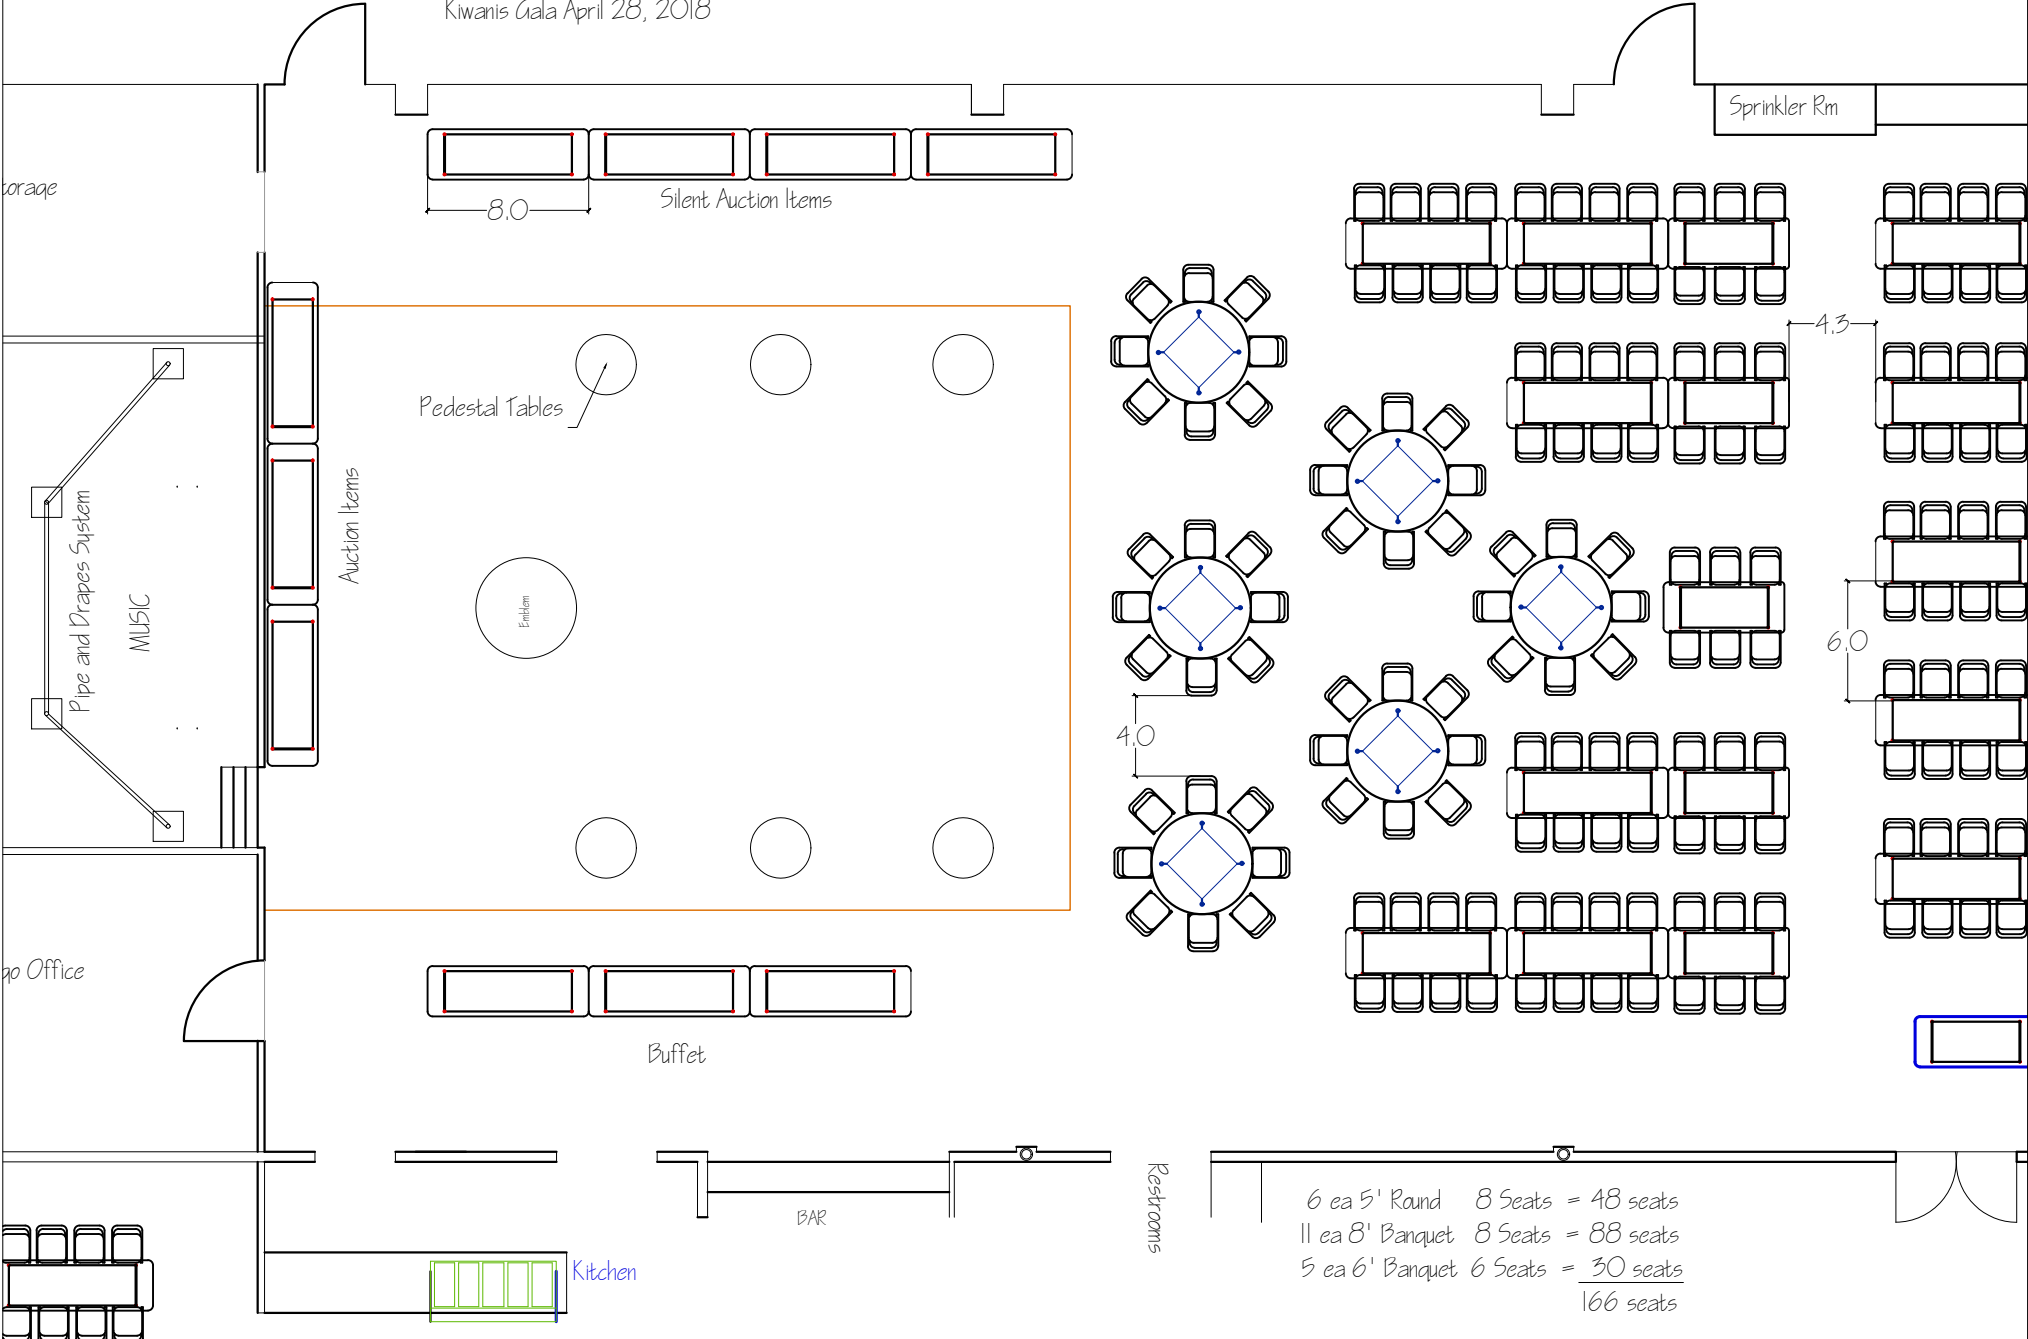 Kiwanis Gala April 28, 2018
Sprinkler Rm
torage
Silent Auction Items
8.0
4.3
Pedestal Tables
Auction Items
Pipe and Drapes System
MUSIC
Emblem
6.0
4.0
go Office
Buffet
Restrooms
BAR
Kitchen
6 ea 5' Round 8 Seats = 48 seats
11 ea 8' Banquet 8 Seats = 88 seats
5 ea 6' Banquet 6 Seats = 30 seats
166 seats